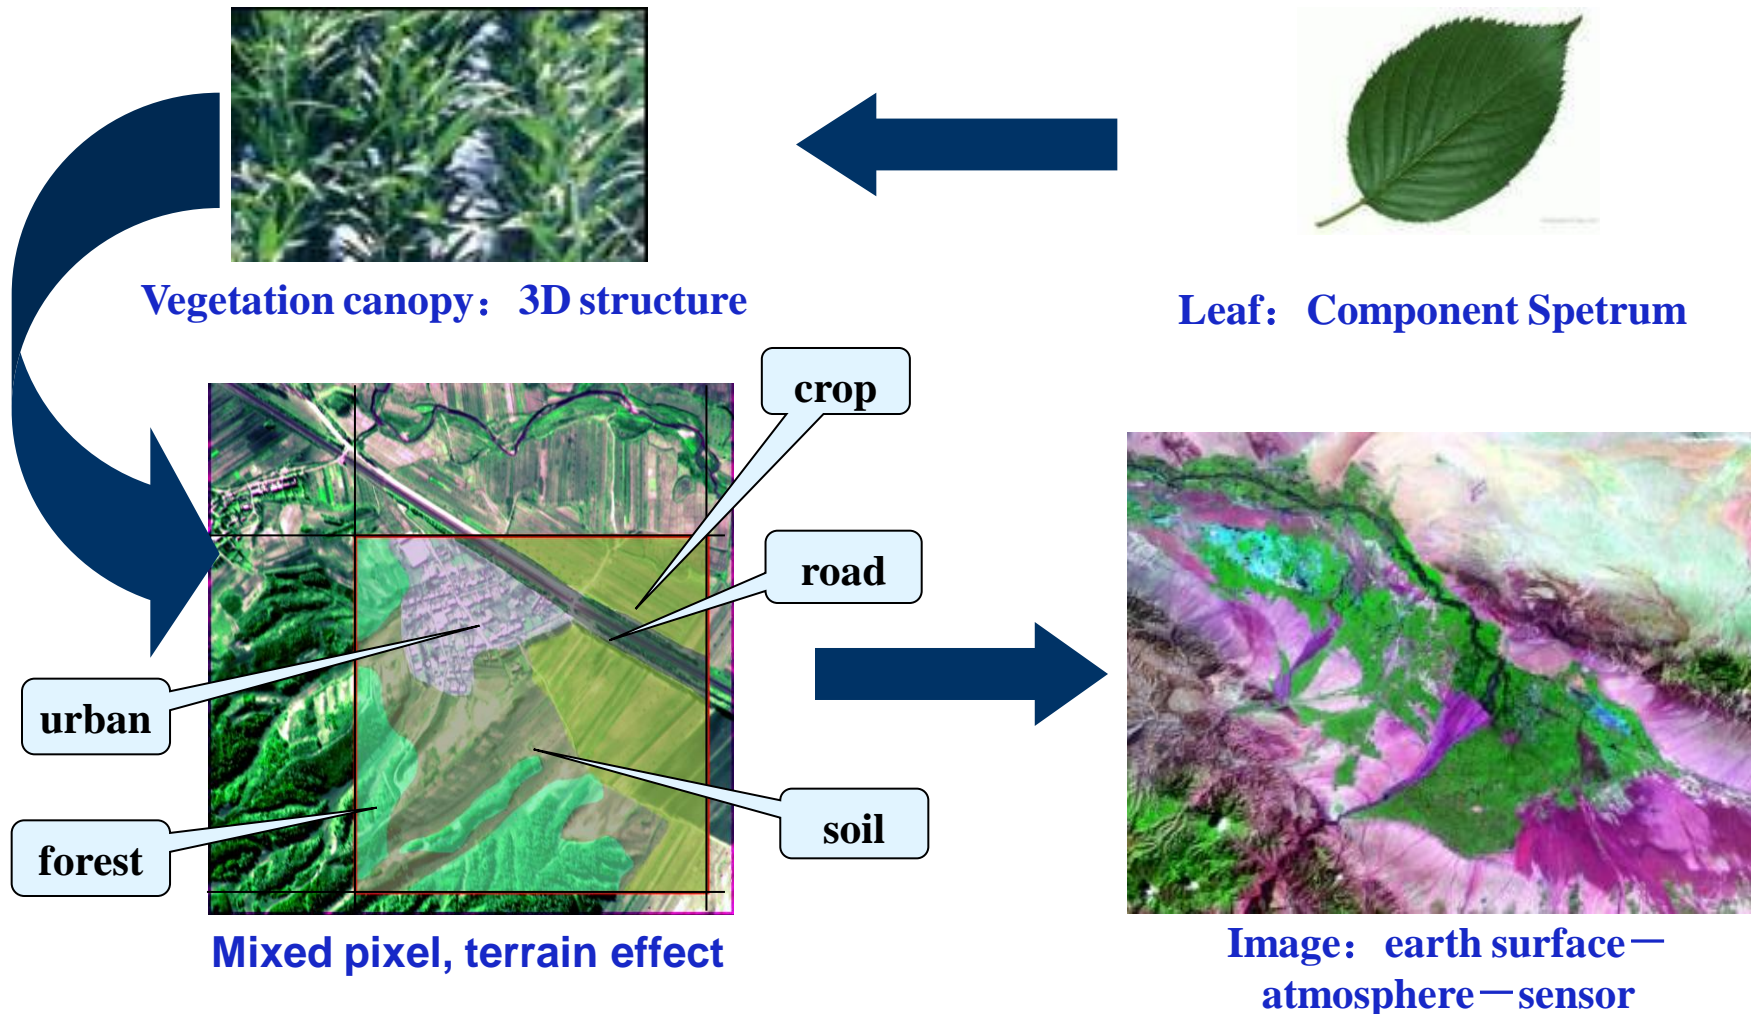 Vegetation canopy： 3D structure
Leaf： Component Spetrum
crop
road
urban
soil
forest
Mixed pixel, terrain effect
Image： earth surface－
atmosphere－sensor